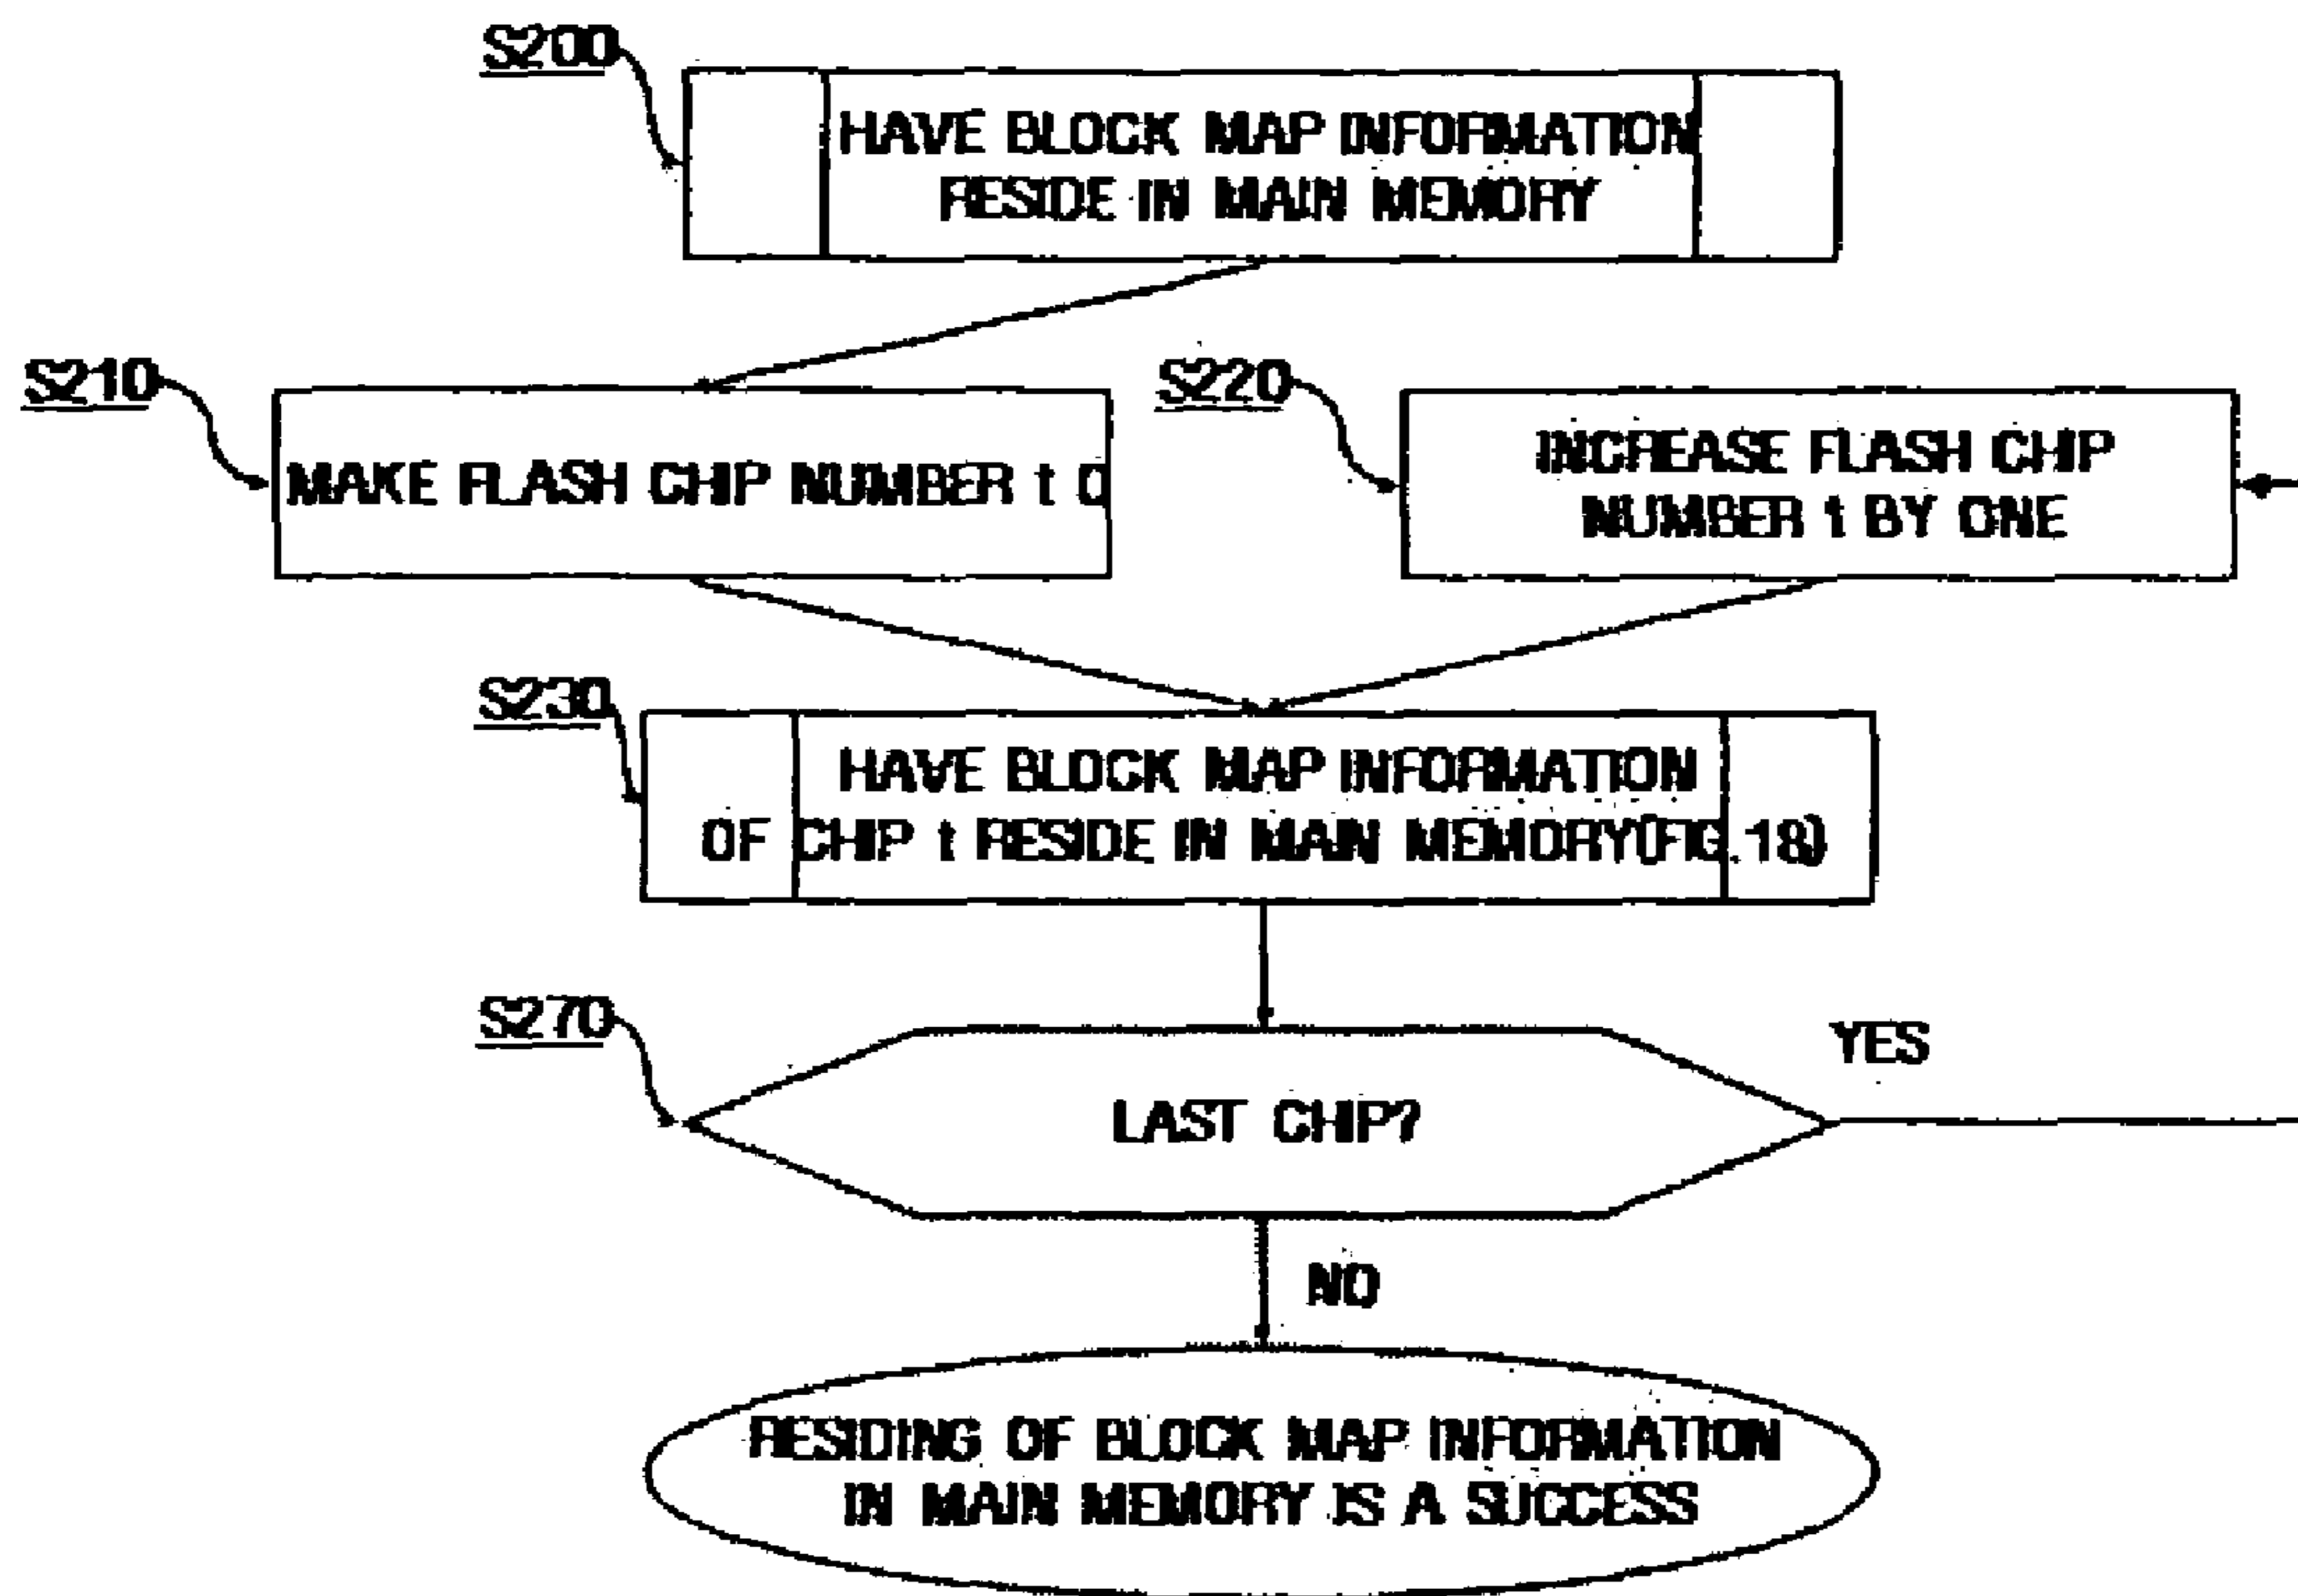 S200
HAVE BLOCK MAP INFORMATION
RESIDE IN MAIN MEMORY
S210
MAKE FLASH CHIP NUMBER t 0
S220
INCREASE FLASH CHIP
NUMBER t BY ONE
S230
HAVE BLOCK MAP INFORMATION
OF CHIP t RESIDE IN MAIN MEMORY(FIG.18)
S270
LAST CHIP?
YES
NO
RESIDING OF BLOCK MAP INFORMATION
IN MAIN MEMORY IS A SUCCESS